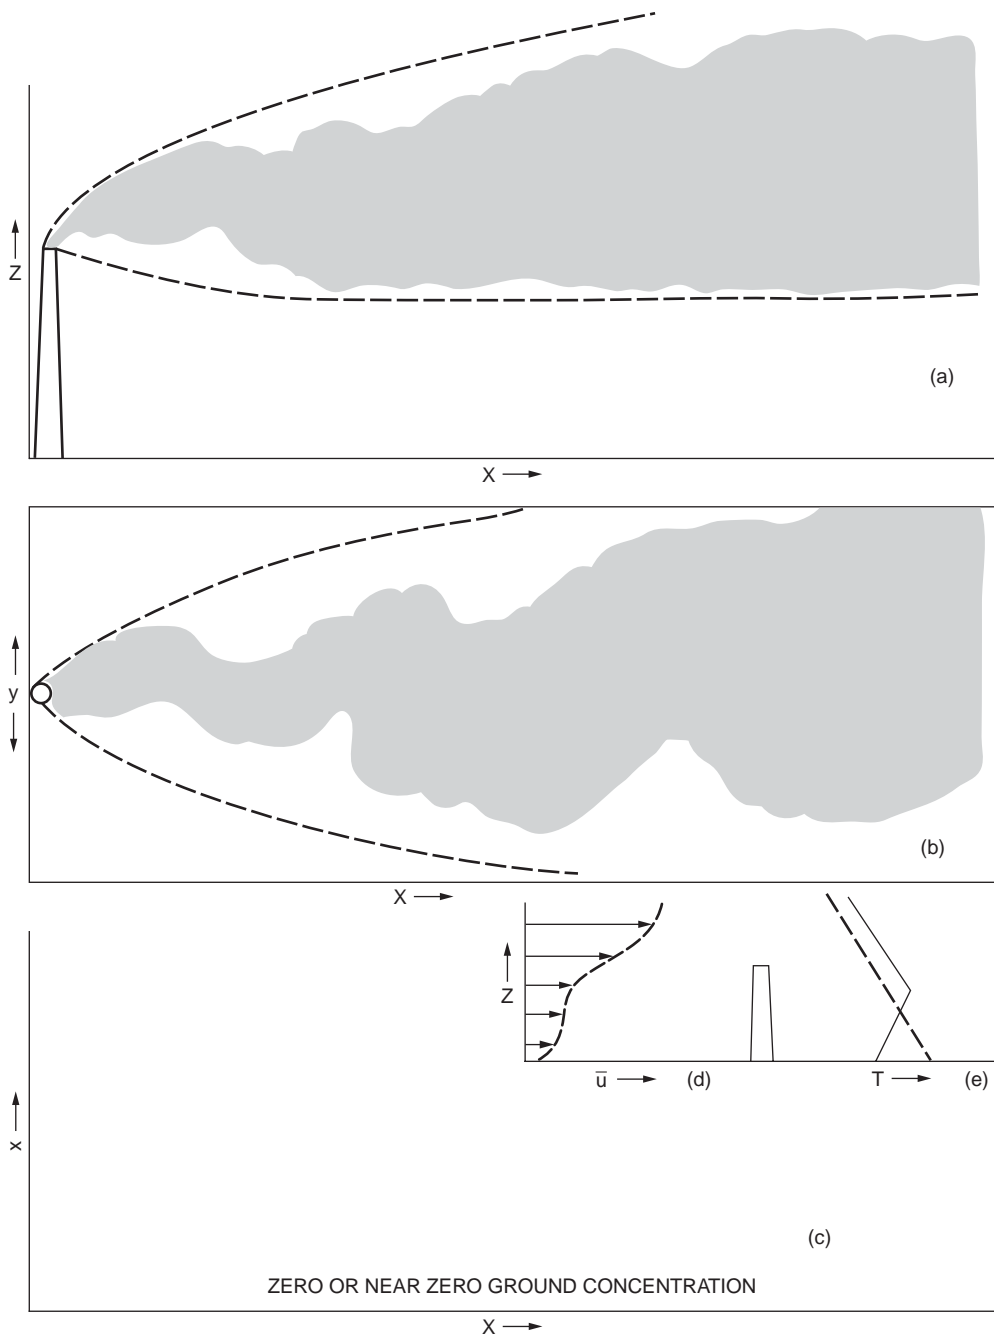 Z
(a)
X
y
(b)
X
Z
u̅
(d)
T
(e)
x
(c)
ZERO OR NEAR ZERO GROUND CONCENTRATION
X